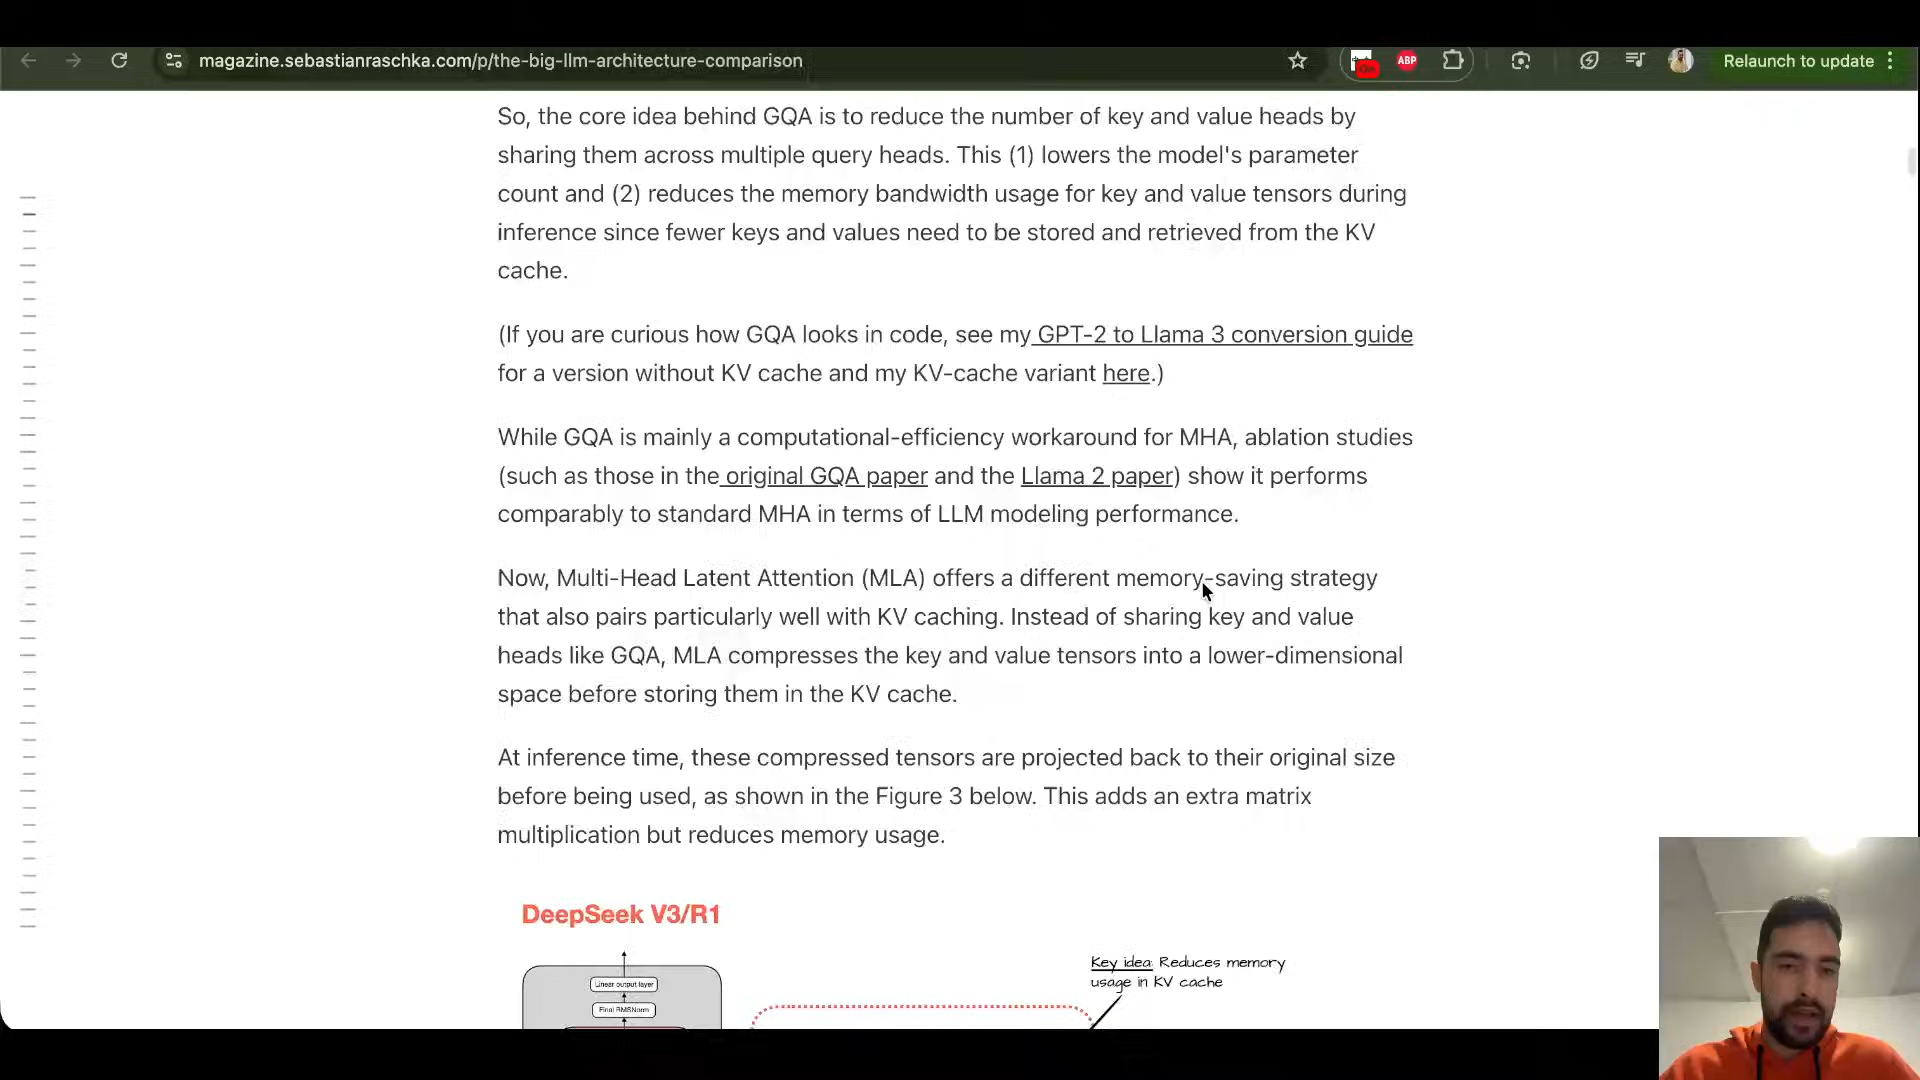 magazine.sebastianraschka.com/p/the-big-llm-architecture-comparison
ABP
Relaunch to update
So, the core idea behind GQA is to reduce the number of key and value heads by
sharing them across multiple query heads. This (1) lowers the model's parameter
count and (2) reduces the memory bandwidth usage for key and value tensors during
inference since fewer keys and values need to be stored and retrieved from the KV
cache.
(If you are curious how GQA looks in code, see my GPT-2 to Llama 3 conversion guide
for a version without KV cache and my KV-cache variant here.)
While GQA is mainly a computational-efficiency workaround for MHA, ablation studies
(such as those in the original GQA paper and the Llama 2 paper) show it performs
comparably to standard MHA in terms of LLM modeling performance.
Now, Multi-Head Latent Attention (MLA) offers a different memory-saving strategy
that also pairs particularly well with KV caching. Instead of sharing key and value
heads like GQA, MLA compresses the key and value tensors into a lower-dimensional
space before storing them in the KV cache.
At inference time, these compressed tensors are projected back to their original size
before being used, as shown in the Figure 3 below. This adds an extra matrix
multiplication but reduces memory usage.
DeepSeek V3/R1
Key idea: Reduces memory
usage in KV cache
Linear output layer
Final RMSNorm